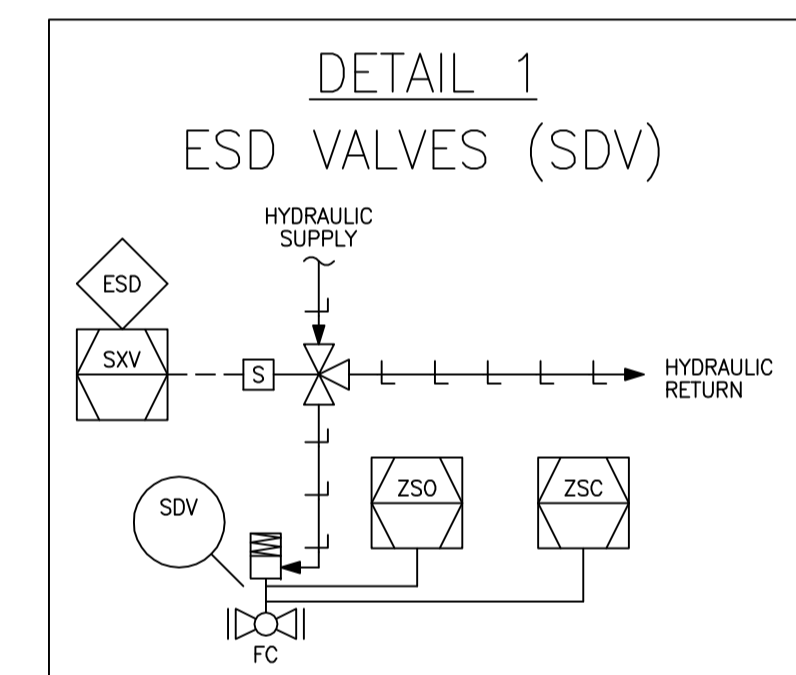 DETAIL 1
ESD VALVES (SDV)
HYDRAULIC
SUPPLY
ESD
SXV
S
HYDRAULIC
RETURN
SDV
ZSO
ZSC
FC